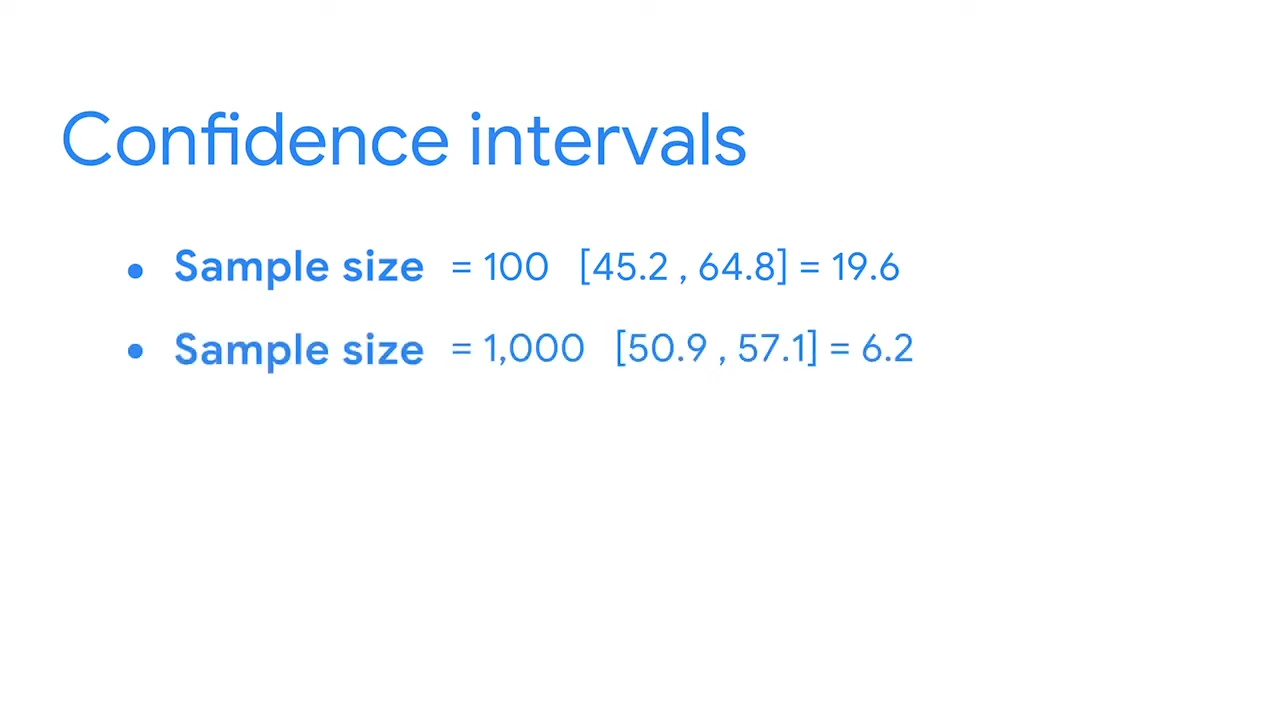 Confidence intervals
• Sample size = 100 [45.2 , 64.8] = 19.6
• Sample size = 1,000 [50.9 , 57.1] = 6.2